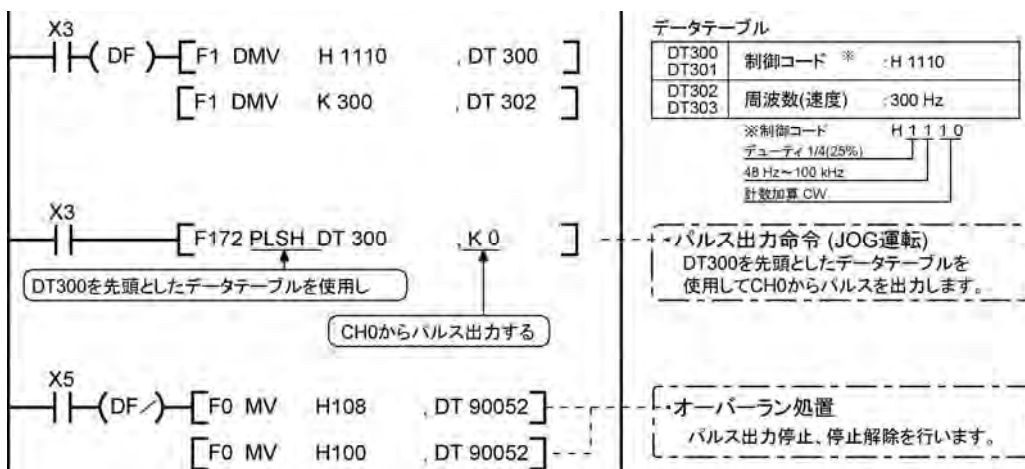 X3
( DF ) [F1 DMV H 1110 , DT 300 ]
[F1 DMV K 300 , DT 302 ]
データテーブル
DT300
DT301
制御コード ※ : H 1110
DT302
DT303
周波数(速度) : 300 Hz
※制御コード H 1 1 1 0
デューティ 1/4(25%)
48 Hz～100 kHz
計数加算 CW
X3
[F172 PLSH DT 300 , K 0 ]
DT300を先頭としたデータテーブルを使用し
CH0からパルス出力する
・パルス出力命令 (JOG運転)
DT300を先頭としたデータテーブルを
使用してCH0からパルスを出力します。
X5
(DF/) [F0 MV H108 , DT 90052]
[F0 MV H100 , DT 90052]
・オーバーラン処置
パルス出力停止、停止解除を行います。